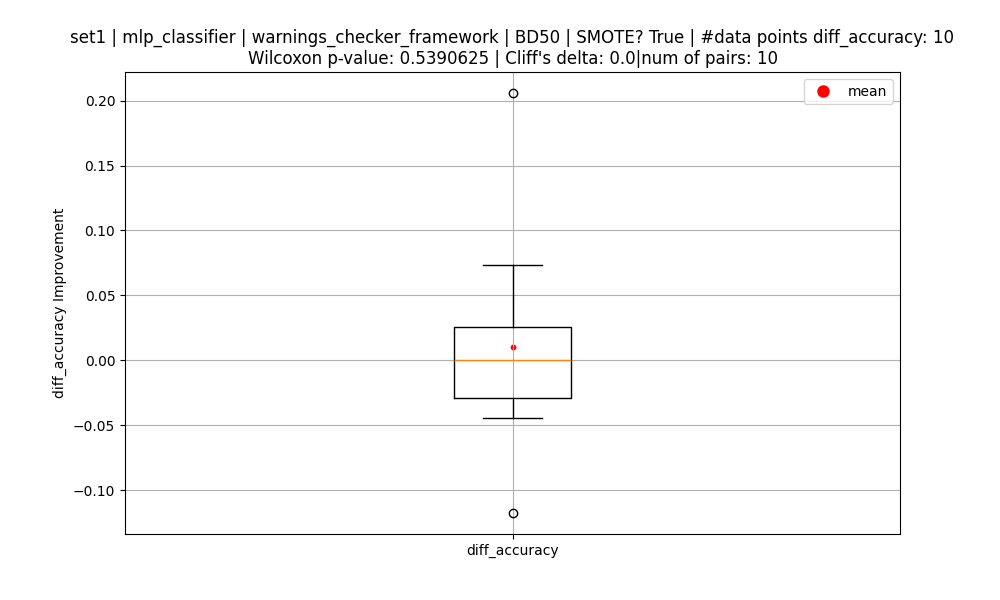 set1 | mlp_classifier | warnings_checker_framework | BD50 | SMOTE? True | #data points diff_accuracy: 10
Wilcoxon p-value: 0.5390625 | Cliff's delta: 0.0|num of pairs: 10
mean
0.20
0.15
0.10
0.05
0.00
−0.05
−0.10
diff_accuracy Improvement
diff_accuracy